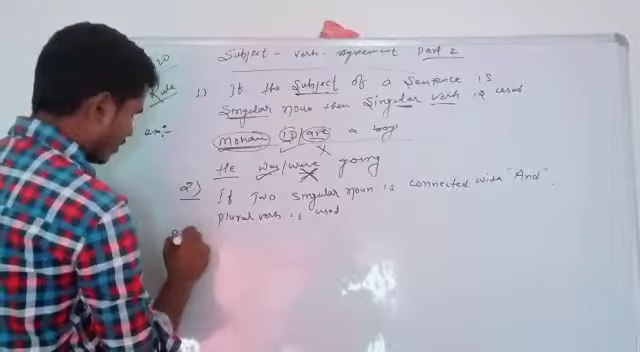 Subject - verb - Agreement Part 2
Rule 1) If the Subject of a Sentence is
Singular noun then Singular verb is used
ex:- Mohan is/are a boy
He was/were going
2) If Two Singular noun is connected with "And".
plural verb is used